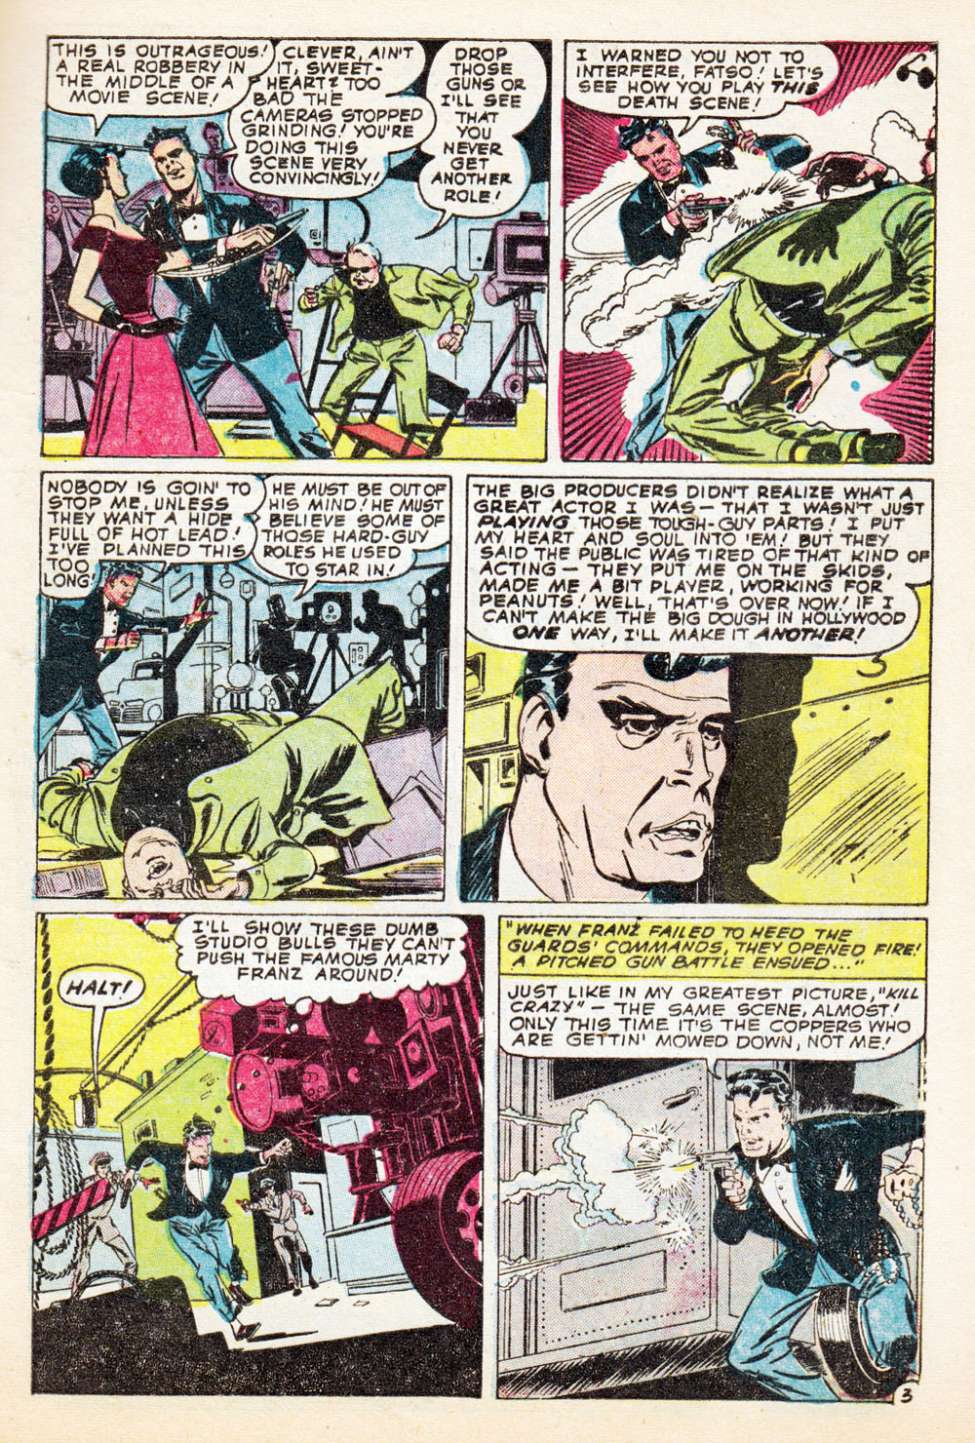 THIS IS OUTRAGEOUS!
A REAL ROBBERY IN
THE MIDDLE OF A
MOVIE SCENE!
CLEVER, AIN'T
IT, SWEET-
HEART? TOO
BAD THE
CAMERAS STOPPED
GRINDING! YOU'RE
DOING THIS
SCENE VERY
CONVINCINGLY!
DROP
THOSE
GUNS OR
I'LL SEE
THAT
YOU
NEVER
GET
ANOTHER
ROLE!
I WARNED YOU NOT TO
INTERFERE, FATSO! LET'S
SEE HOW YOU PLAY THIS
DEATH SCENE!
NOBODY IS GOIN' TO
STOP ME, UNLESS
THEY WANT A HIDE
FULL OF HOT LEAD!
I'VE PLANNED THIS
TOO
LONG!
HE MUST BE OUT OF
HIS MIND! HE MUST
BELIEVE SOME OF
THOSE HARD-GUY
ROLES HE USED
TO STAR IN!
THE BIG PRODUCERS DIDN'T REALIZE WHAT A
GREAT ACTOR I WAS — THAT I WASN'T JUST
PLAYING THOSE TOUGH-GUY PARTS! I PUT
MY HEART AND SOUL INTO 'EM! BUT THEY
SAID THE PUBLIC WAS TIRED OF THAT KIND OF
ACTING — THEY PUT ME ON THE SKIDS,
MADE ME A BIT PLAYER, WORKING FOR
PEANUTS! WELL, THAT'S OVER NOW! IF I
CAN'T MAKE THE BIG DOUGH IN HOLLYWOOD
ONE WAY, I'LL MAKE IT ANOTHER!
HALT!
I'LL SHOW THESE DUMB
STUDIO BULLS THEY CAN'T
PUSH THE FAMOUS MARTY
FRANZ AROUND!
"WHEN FRANZ FAILED TO HEED THE
GUARDS' COMMANDS, THEY OPENED FIRE!
A PITCHED GUN BATTLE ENSUED..."
JUST LIKE IN MY GREATEST PICTURE, "KILL
CRAZY" — THE SAME SCENE, ALMOST!
ONLY THIS TIME IT'S THE COPPERS WHO
ARE GETTIN' MOWED DOWN, NOT ME!
3